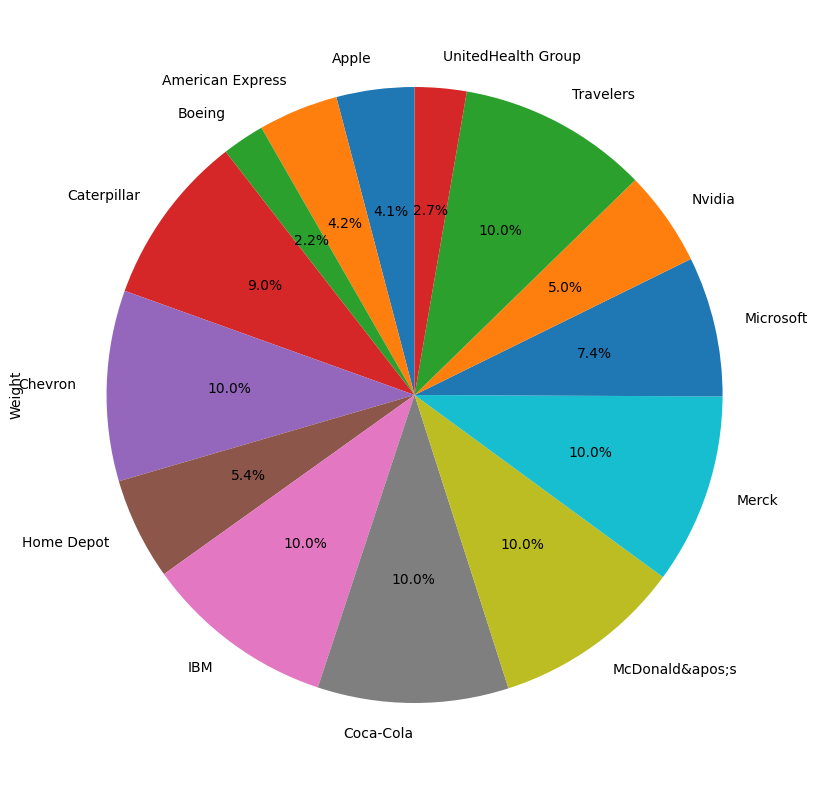 UnitedHealth Group
Apple
American Express
Travelers
Boeing
Caterpillar
Nvidia
4.1%
2.7%
4.2%
10.0%
2.2%
9.0%
5.0%
Microsoft
7.4%
Chevron
10.0%
Weight
10.0%
5.4%
Merck
Home Depot
10.0%
10.0%
10.0%
IBM
McDonald&apos;s
Coca-Cola